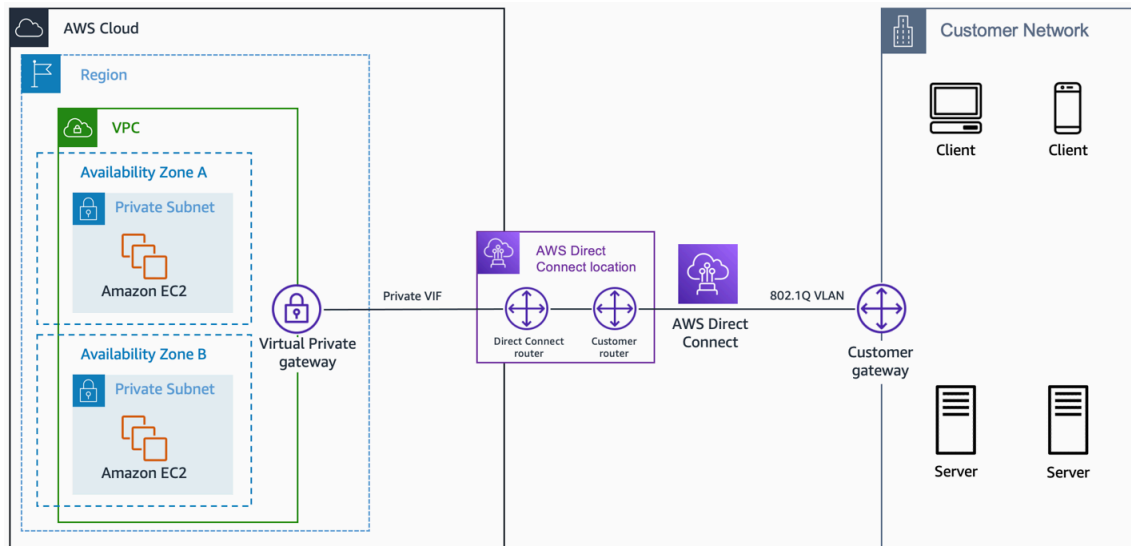 AWS Cloud
Region
VPC
Availability Zone A
Private Subnet
Amazon EC2
Availability Zone B
Private Subnet
Amazon EC2
Virtual Private
gateway
Private VIF
AWS Direct
Connect location
Direct Connect
router
Customer
router
AWS Direct
Connect
802.1Q VLAN
Customer
gateway
Customer Network
Client
Client
Server
Server